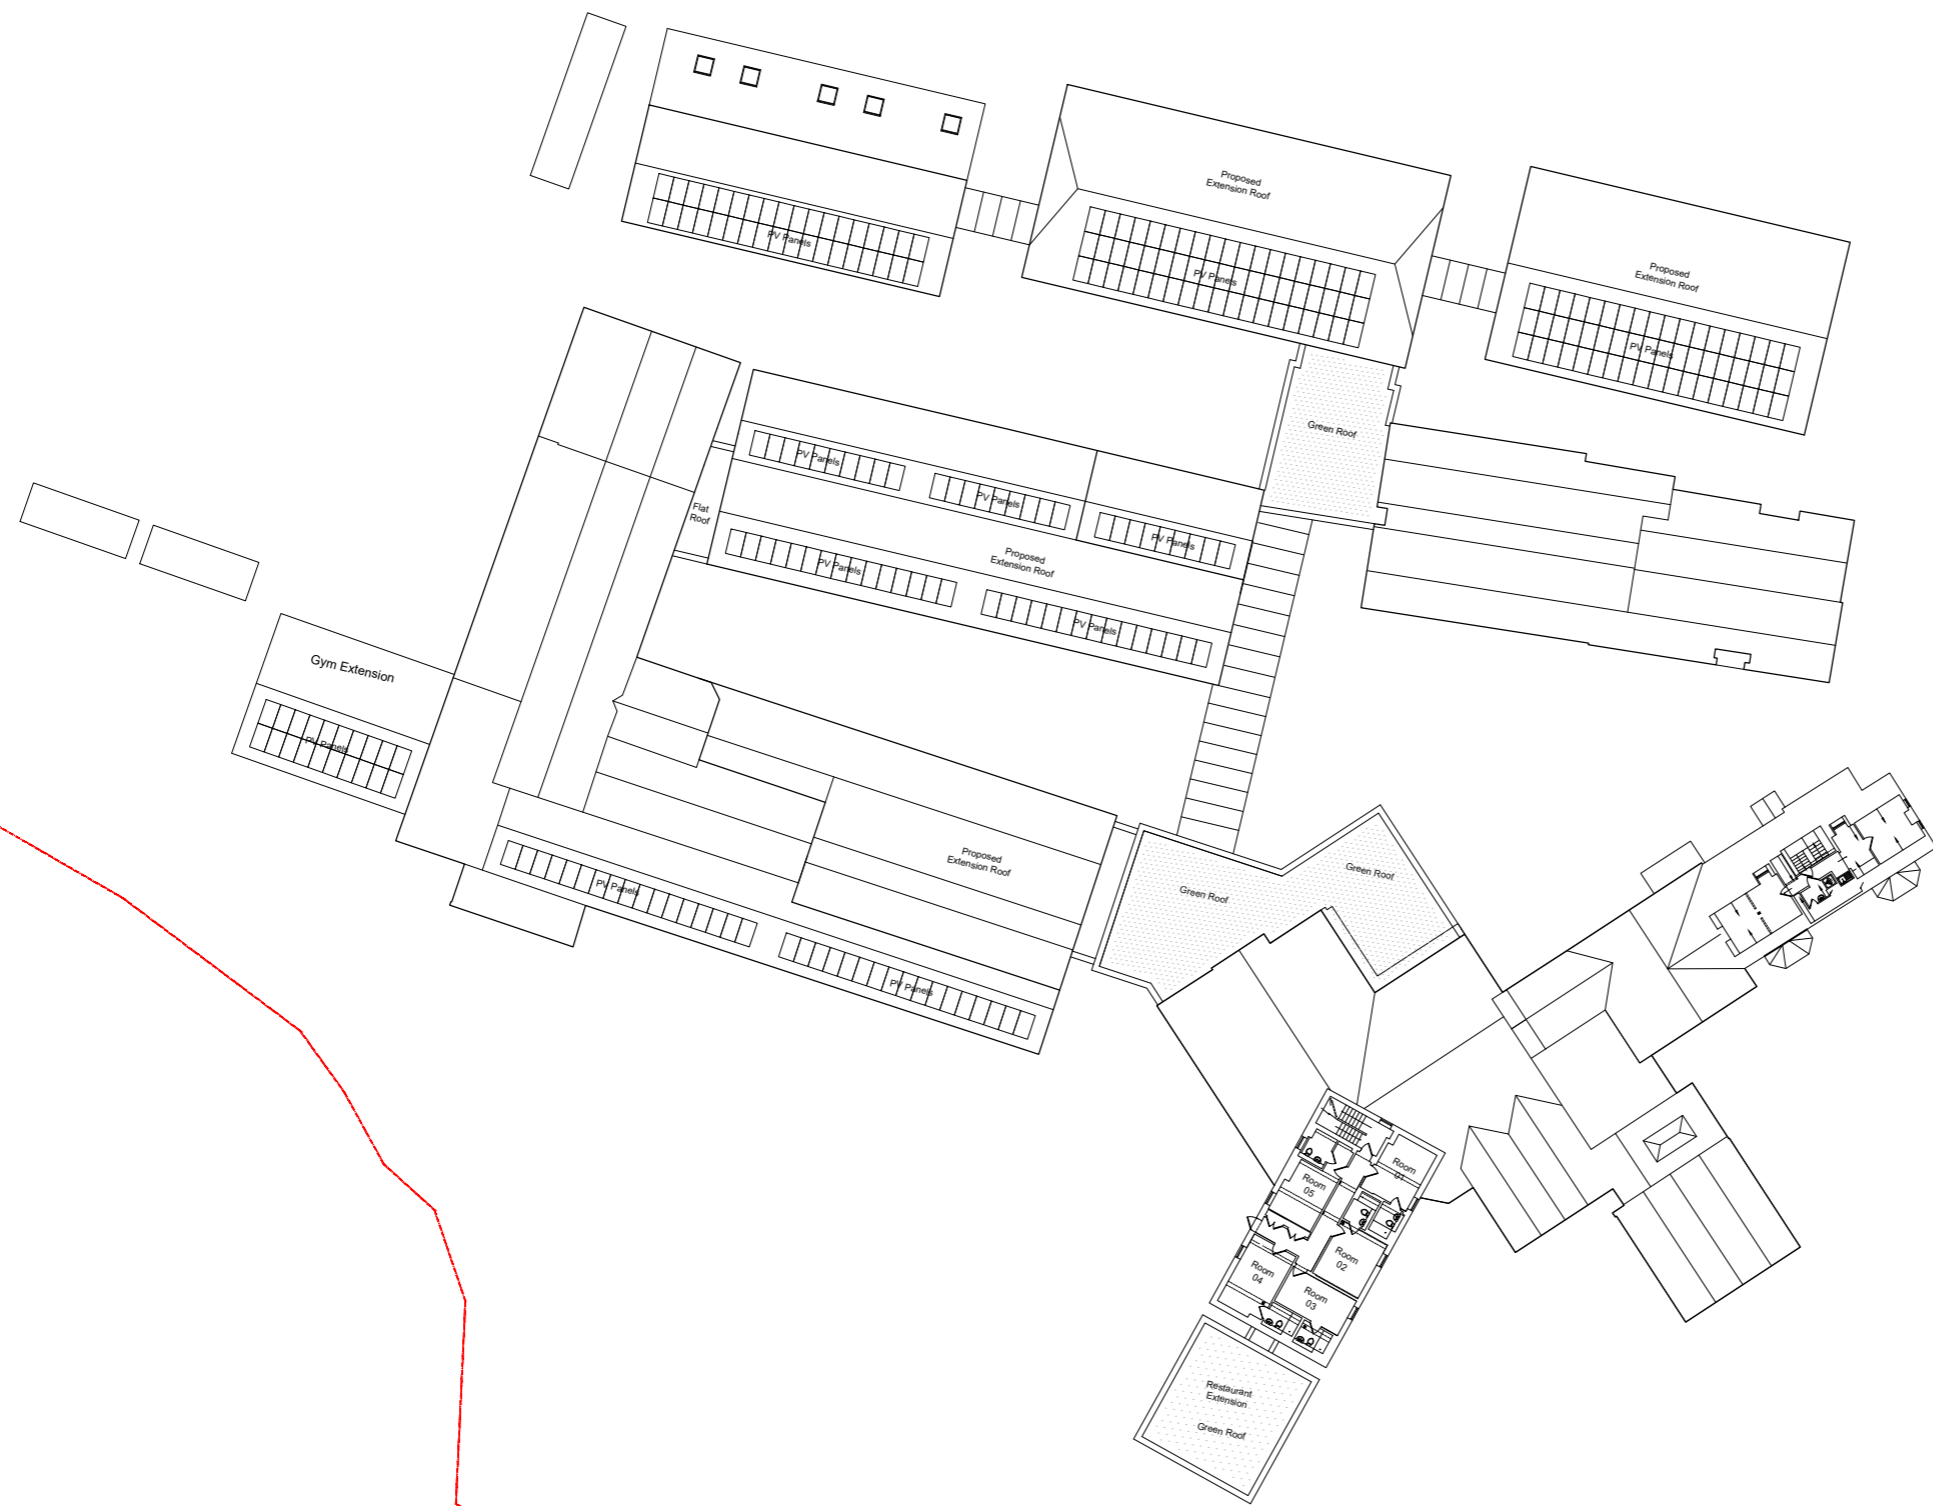 Proposed
Extension Roof
PV Panels
PV Panels
Proposed
Extension Roof
PV Panels
Green Roof
PV Panels
PV Panels
PV Panels
Flat
Roof
Proposed
Extension Roof
PV Panels
PV Panels
Gym Extension
PV Panels
Proposed
Extension Roof
Green Roof
Green Roof
PV Panels
PV Panels
Room
01
Room
05
Room
02
Room
04
Room
03
Restaurant
Extension
Green Roof